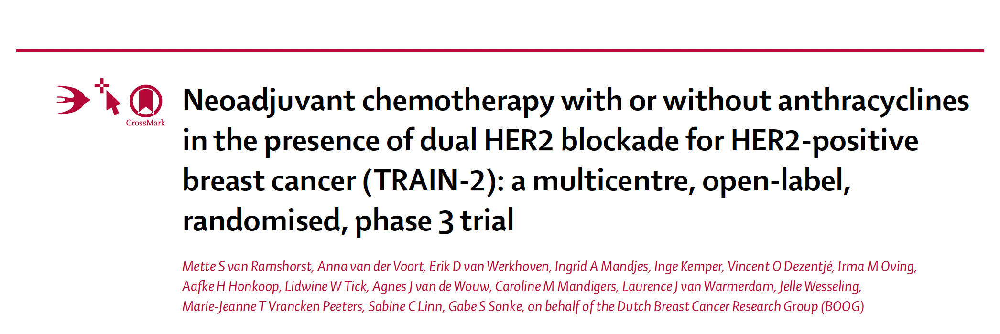 CrossMark
Neoadjuvant chemotherapy with or without anthracyclines
in the presence of dual HER2 blockade for HER2-positive
breast cancer (TRAIN-2): a multicentre, open-label,
randomised, phase 3 trial
Mette S van Ramshorst, Anna van der Voort, Erik D van Werkhoven, Ingrid A Mandjes, Inge Kemper, Vincent O Dezentjé, Irma M Oving,
Aafke H Honkoop, Lidwine W Tick, Agnes J van de Wouw, Caroline M Mandigers, Laurence J van Warmerdam, Jelle Wesseling,
Marie-Jeanne T Vrancken Peeters, Sabine C Linn, Gabe S Sonke, on behalf of the Dutch Breast Cancer Research Group (BOOG)